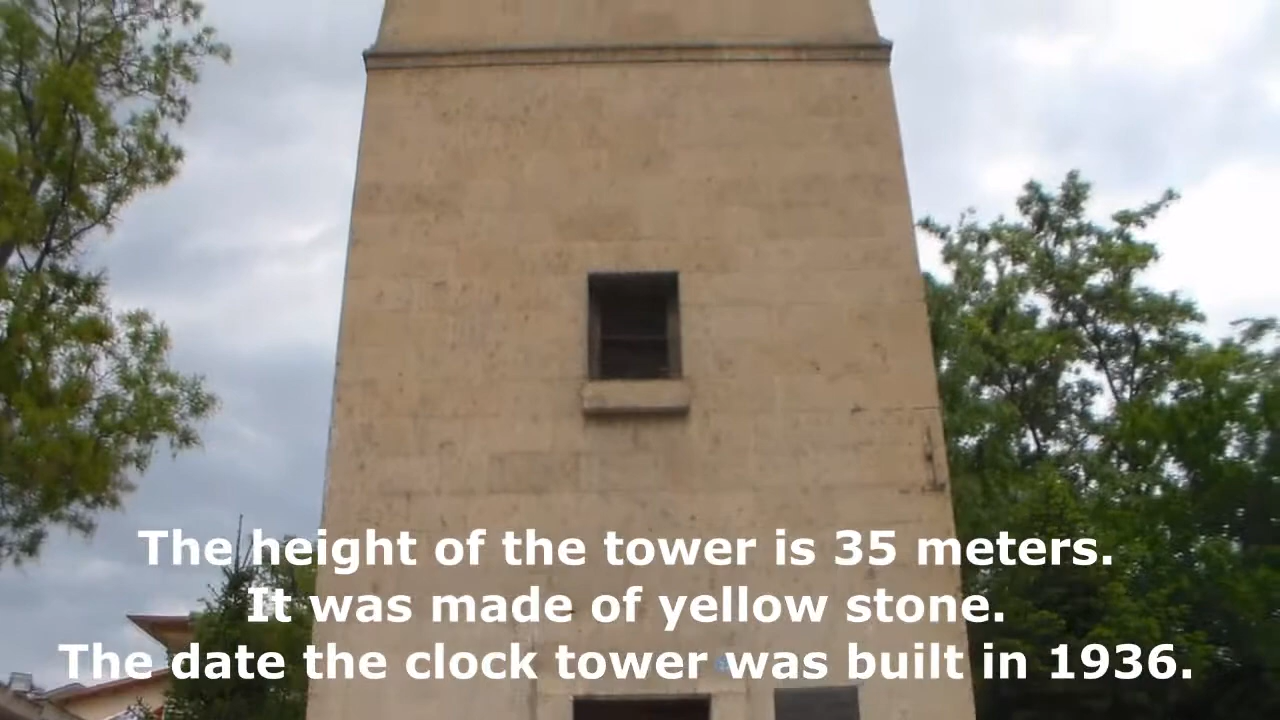 The height of the tower is 35 meters.
It was made of yellow stone.
The date the clock tower was built in 1936.